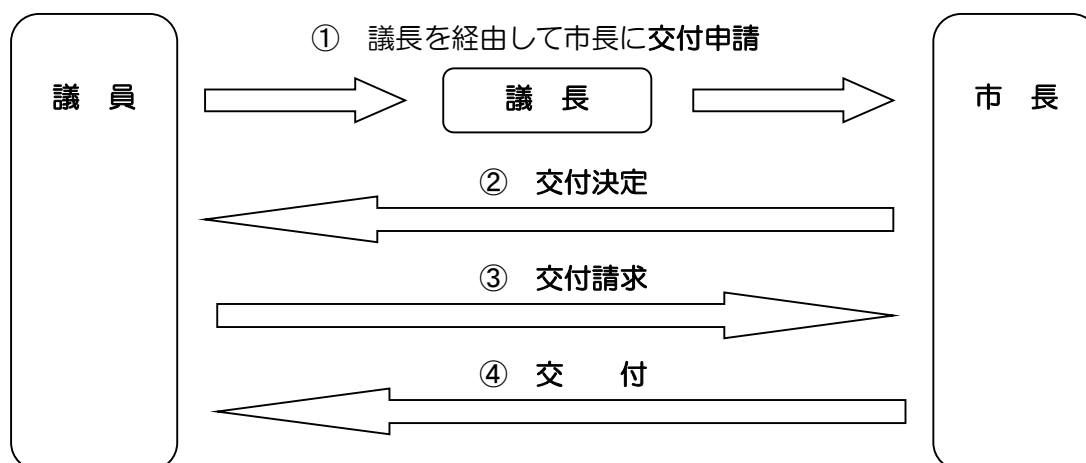 ① 議長を経由して市長に交付申請
議 員
議 長
市 長
② 交付決定
③ 交付請求
④ 交 付